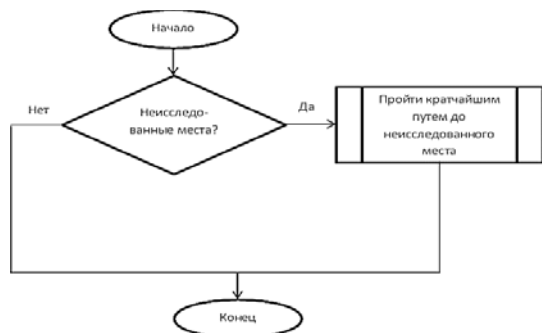 Начало
Нет
Неисследо-
ванные места?
Да
Пройти кратчайшим
путем до
неисследованного
места
Конец